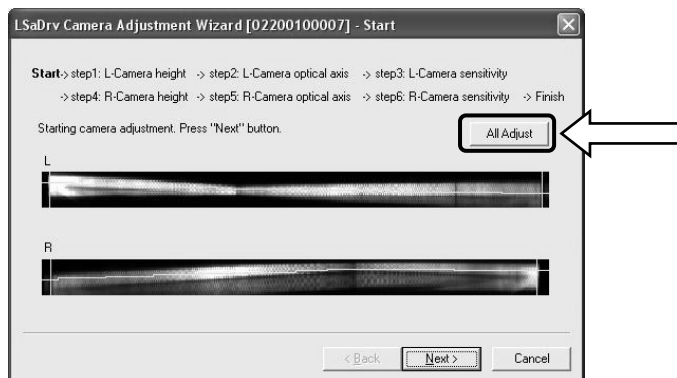 LSaDrv Camera Adjustment Wizard [02200100007] - Start
Start-> step1: L-Camera height -> step2: L-Camera optical axis -> step3: L-Camera sensitivity
-> step4: R-Camera height -> step5: R-Camera optical axis -> step6: R-Camera sensitivity -> Finish
Starting camera adjustment. Press "Next" button.
All Adjust
L
R
< Back Next > Cancel